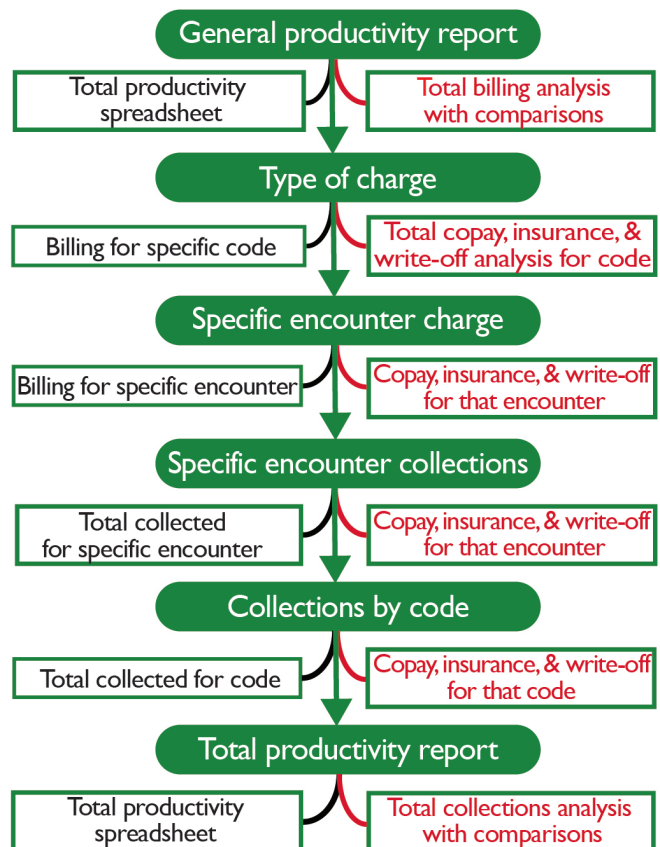 General productivity report
Total productivity
spreadsheet
Total billing analysis
with comparisons
Type of charge
Billing for specific code
Total copay, insurance, &
write-off analysis for code
Specific encounter charge
Billing for specific encounter
Copay, insurance, & write-off
for that encounter
Specific encounter collections
Total collected
for specific encounter
Copay, insurance, & write-off
for that encounter
Collections by code
Total collected for code
Copay, insurance, & write-off
for that code
Total productivity report
Total productivity
spreadsheet
Total collections analysis
with comparisons